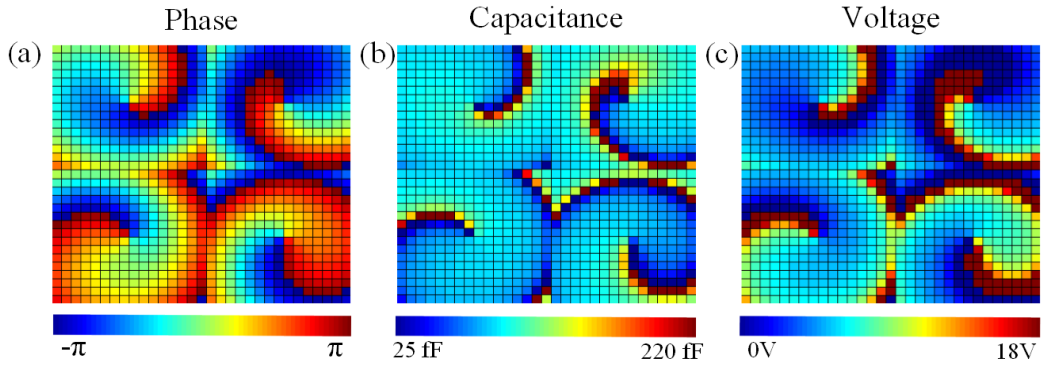 Phase
Capacitance
Voltage
(a)
(b)
(c)
-π
π
25 fF
220 fF
0V
18V